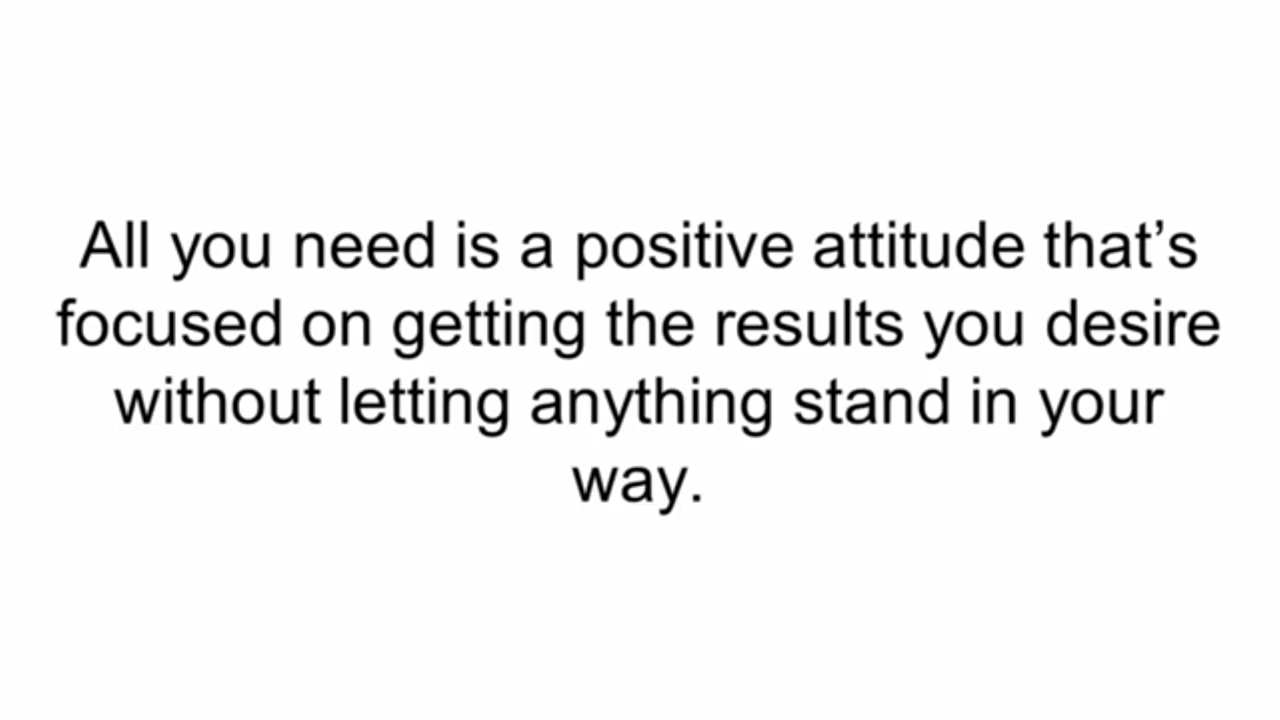 All you need is a positive attitude that’s
focused on getting the results you desire
without letting anything stand in your
way.